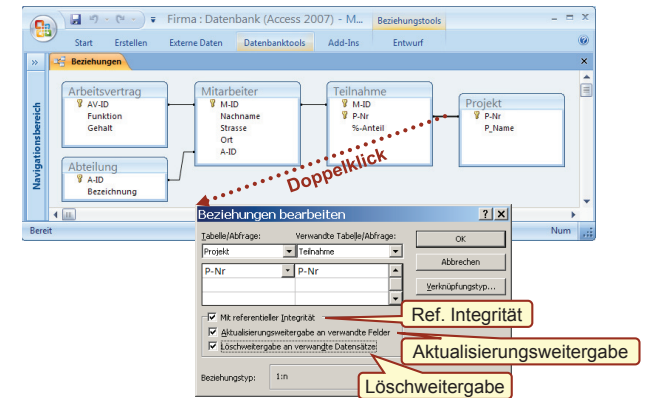 Firma : Datenbank (Access 2007) - M...
Beziehungstools
Start Erstellen Externe Daten Datenbanktools Add-Ins Entwurf
Beziehungen
Navigationsbereich
Arbeitsvertrag
AV-ID
Funktion
Gehalt
Abteilung
A-ID
Bezeichnung
Mitarbeiter
M-ID
Nachname
Strasse
Ort
A-ID
Teilnahme
M-ID
P-Nr
%-Anteil
Projekt
P-Nr
P_Name
Doppelklick
Bereit
Num
Beziehungen bearbeiten
Tabelle/Abfrage: Verwandte Tabelle/Abfrage:
Projekt Teilnahme
P-Nr P-Nr
OK
Abbrechen
Verknüpfungstyp...
Mit referentieller Integrität
Aktualisierungsweitergabe an verwandte Felder
Löschweitergabe an verwandte Datensätze
Beziehungstyp: 1:n
Ref. Integrität
Aktualisierungsweitergabe
Löschweitergabe